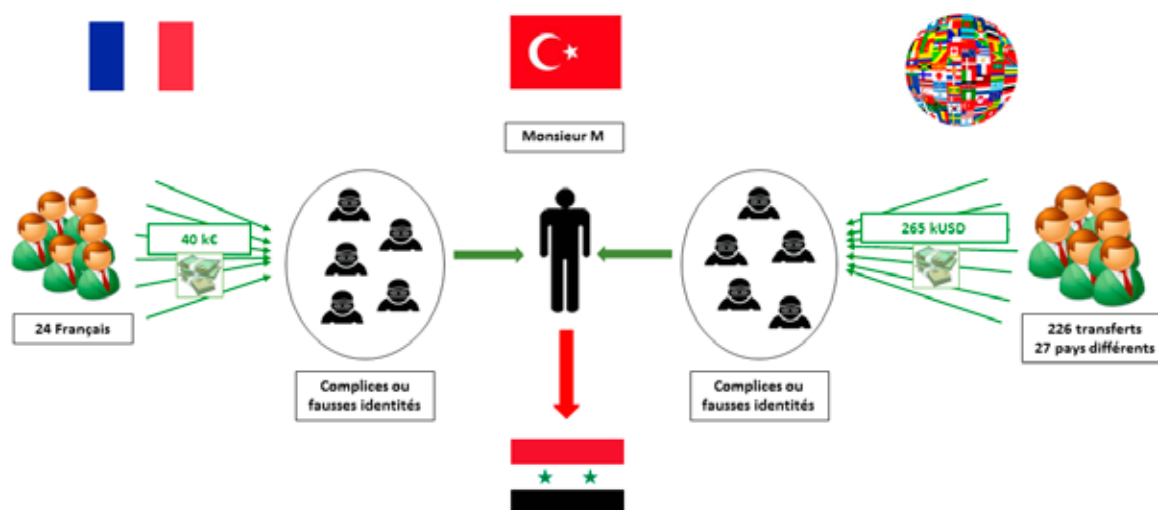 Monsieur M
40 k€
265 kUSD
24 Français
226 transferts
27 pays différents
Complices ou
fausses identités
Complices ou
fausses identités